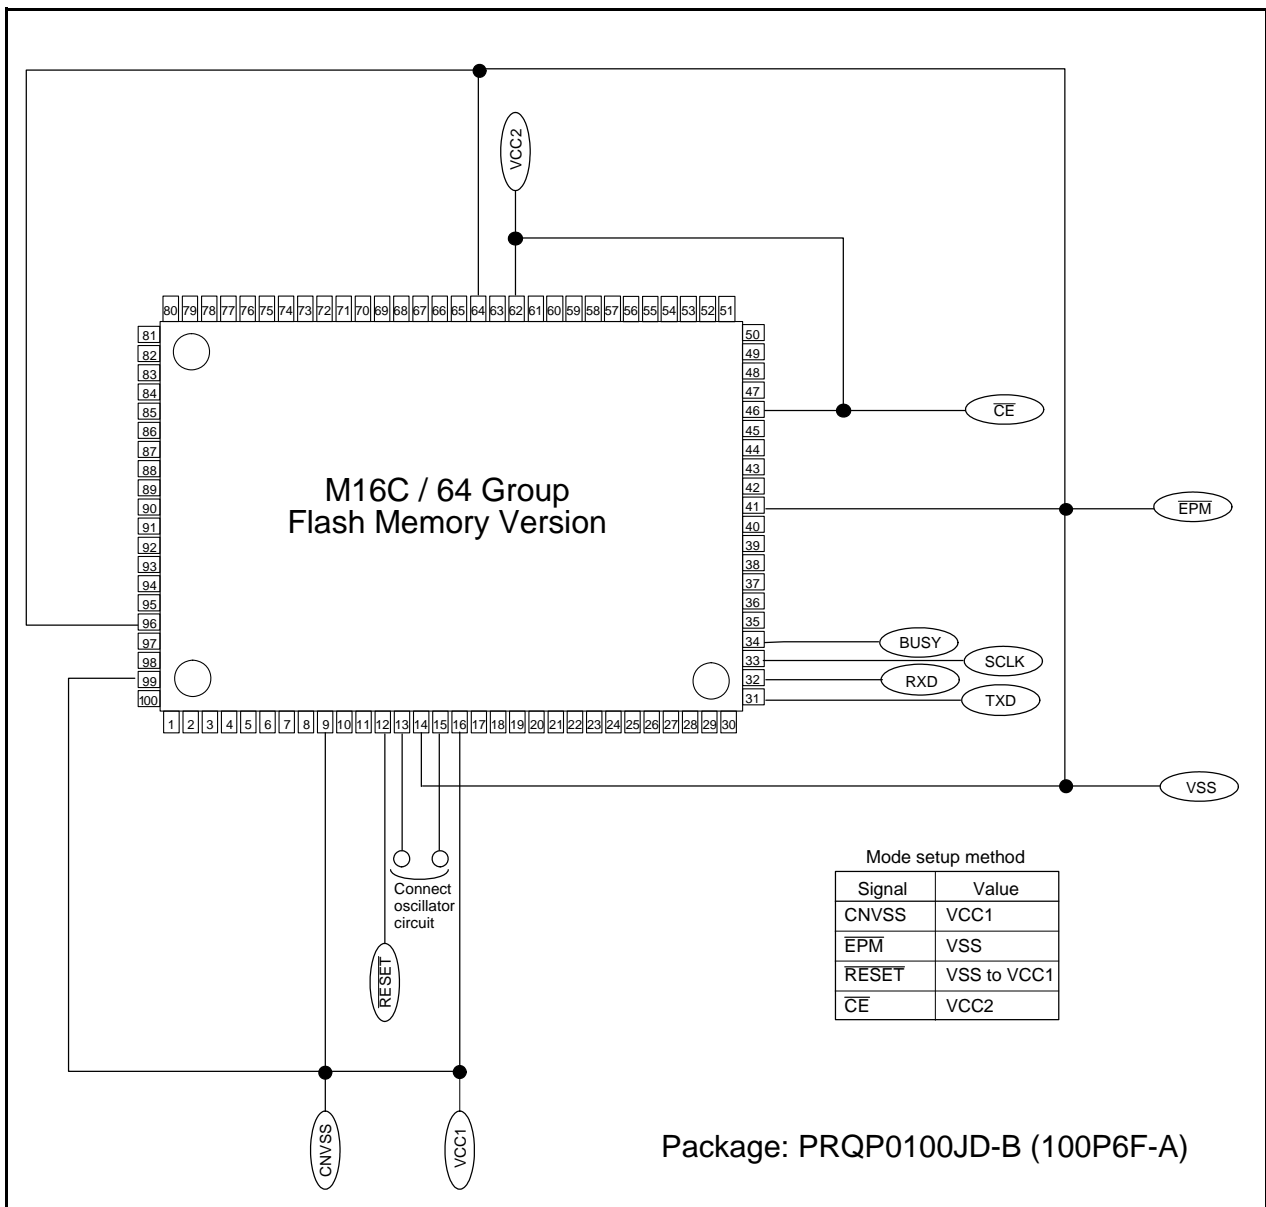 VCC2
80 79 78 77 76 75 74 73 72 71 70 69 68 67 66 65 64 63 62 61 60 59 58 57 56 55 54 53 52 51
81
82
83
84
85
86
87
88
89
90
91
92
93
94
95
96
97
98
99
100
M16C / 64 Group
Flash Memory Version
50
49
48
47
46
45
44
43
42
41
40
39
38
37
36
35
34
33
32
31
CE
EPM
BUSY
SCLK
RXD
TXD
1 2 3 4 5 6 7 8 9 10 11 12 13 14 15 16 17 18 19 20 21 22 23 24 25 26 27 28 29 30
VSS
Connect
oscillator
circuit
RESET
Mode setup method
Signal Value
CNVSS VCC1
EPM VSS
RESET VSS to VCC1
CE VCC2
CNVSS
VCC1
Package: PRQP0100JD-B (100P6F-A)